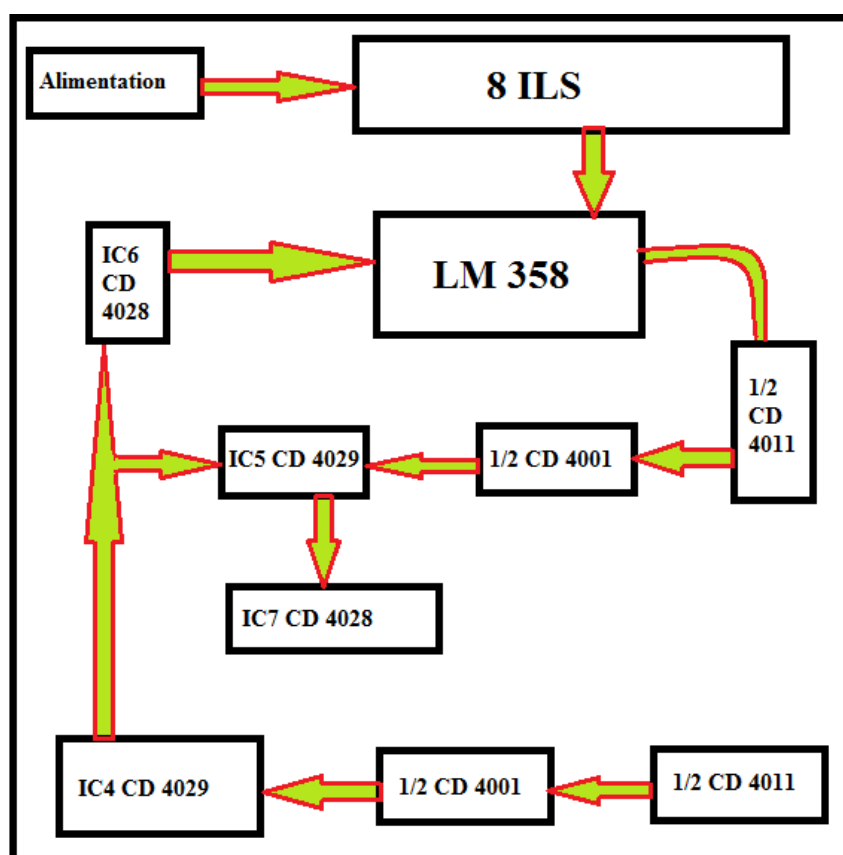 Alimentation
8 ILS
IC6
CD
4028
LM 358
1/2
CD
4011
IC5 CD 4029
1/2 CD 4001
IC7 CD 4028
IC4 CD 4029
1/2 CD 4001
1/2 CD 4011